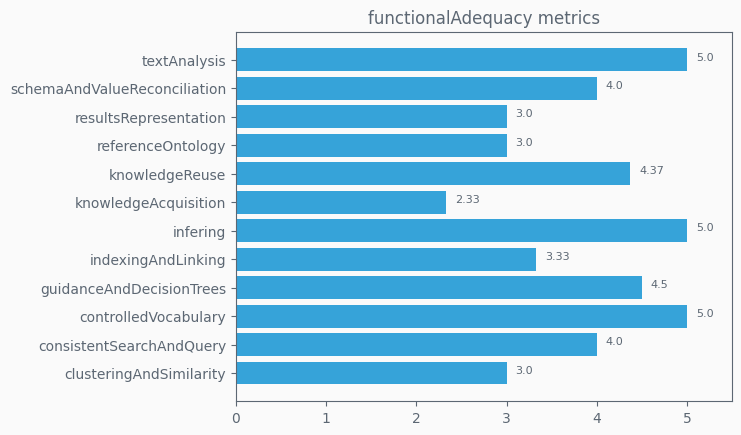 functionalAdequacy metrics
textAnalysis 5.0
schemaAndValueReconciliation 4.0
resultsRepresentation 3.0
referenceOntology 3.0
knowledgeReuse 4.37
knowledgeAcquisition 2.33
infering 5.0
indexingAndLinking 3.33
guidanceAndDecisionTrees 4.5
controlledVocabulary 5.0
consistentSearchAndQuery 4.0
clusteringAndSimilarity 3.0
0 1 2 3 4 5